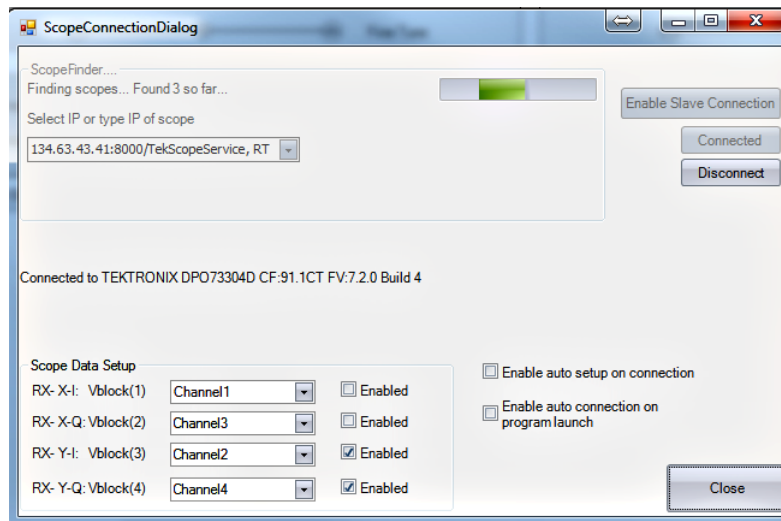 ScopeConnectionDialog
ScopeFinder....
Finding scopes... Found 3 so far...
Select IP or type IP of scope
134.63.43.41:8000/TekScopeService, RT
Enable Slave Connection
Connected
Disconnect
Connected to TEKTRONIX DPO73304D CF:91.1CT FV:7.2.0 Build 4
Scope Data Setup
RX- X-I: Vblock(1) Channel1 Enabled
RX- X-Q: Vblock(2) Channel3 Enabled
RX- Y-I: Vblock(3) Channel2 Enabled
RX- Y-Q: Vblock(4) Channel4 Enabled
Enable auto setup on connection
Enable auto connection on
program launch
Close